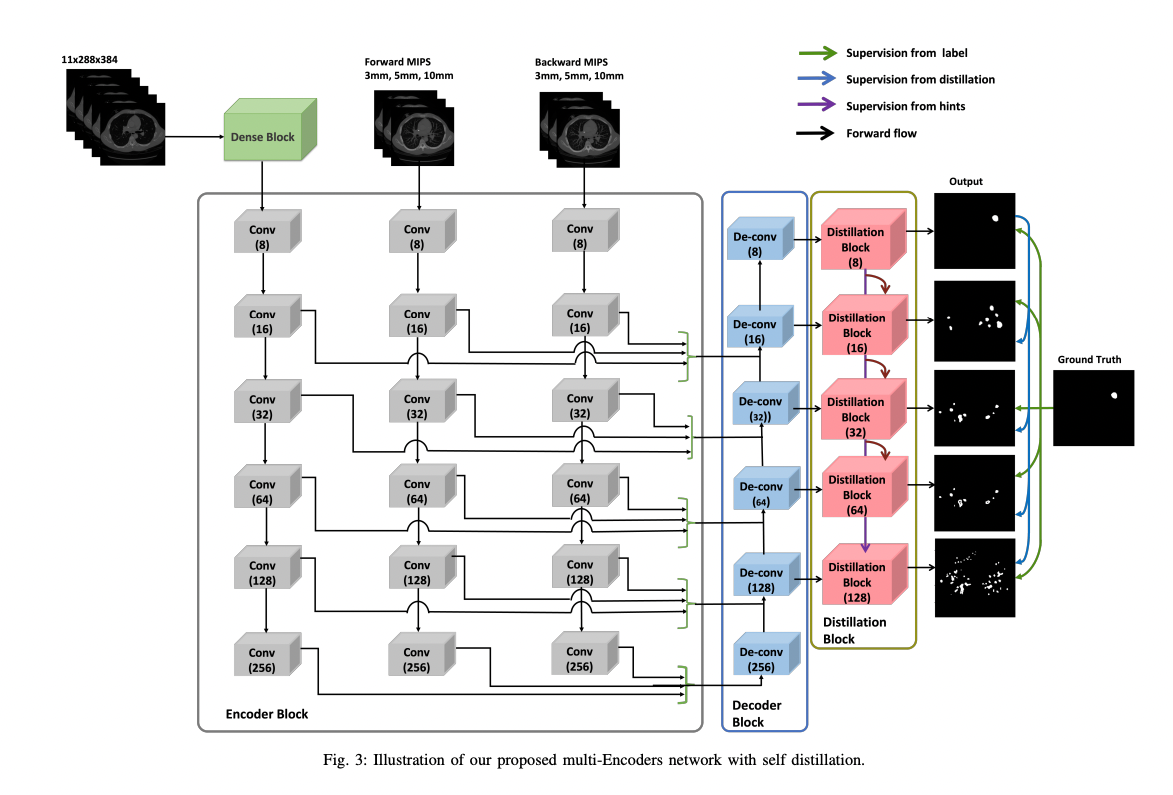 11x288x384
Forward MIPS
3mm, 5mm, 10mm
Backward MIPS
3mm, 5mm, 10mm
Supervision from label
Supervision from distillation
Supervision from hints
Forward flow
Dense Block
Output
Ground Truth
Conv
(8)
Conv
(8)
Conv
(8)
De-conv
(8)
Distillation
Block
(8)
Conv
(16)
Conv
(16)
Conv
(16)
De-conv
(16)
Distillation
Block
(16)
Conv
(32)
Conv
(32)
Conv
(32)
De-conv
(32))
Distillation
Block
(32)
Conv
(64)
Conv
(64)
Conv
(64)
De-conv
(64)
Distillation
Block
(64)
Conv
(128)
Conv
(128)
Conv
(128)
De-conv
(128)
Distillation
Block
(128)
Conv
(256)
Conv
(256)
Conv
(256)
De-conv
(256)
Encoder Block
Decoder
Block
Distillation
Block
Fig. 3: Illustration of our proposed multi-Encoders network with self distillation.